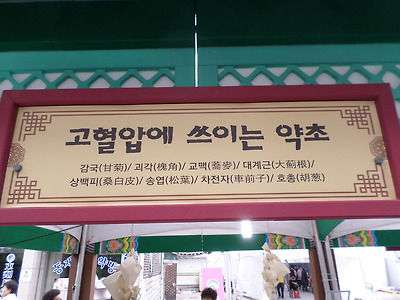 고혈압에 쓰이는 약초
감국(甘菊)/ 괴각(槐角)/ 교맥(蕎麥)/ 대계근(大薊根)/
상백피(桑白皮)/ 송엽(松葉)/ 차전자(車前子)/ 호총(胡葱)